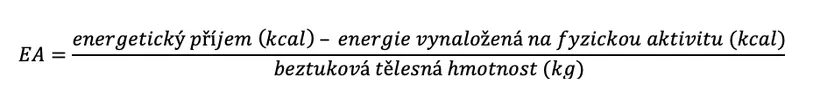 EA = energetický příjem (kcal) – energie vynaložená na fyzickou aktivitu (kcal)
beztuková tělesná hmotnost (kg)